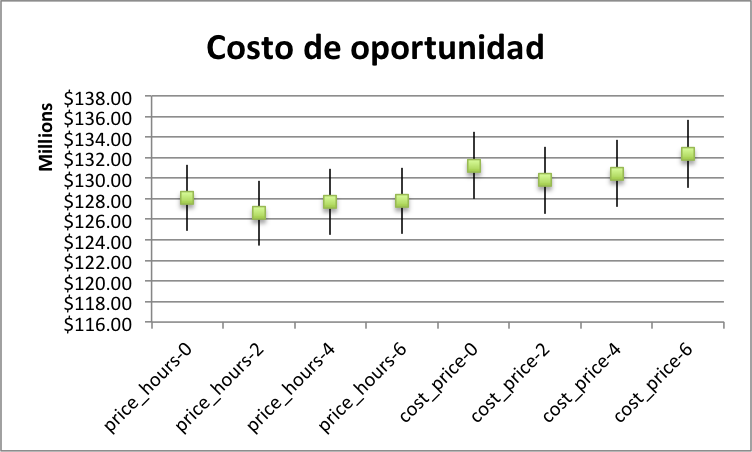 Costo de oportunidad
Millions
$138.00
$136.00
$134.00
$132.00
$130.00
$128.00
$126.00
$124.00
$122.00
$120.00
$118.00
$116.00
price_hours-0
price_hours-2
price_hours-4
price_hours-6
cost_price-0
cost_price-2
cost_price-4
cost_price-6